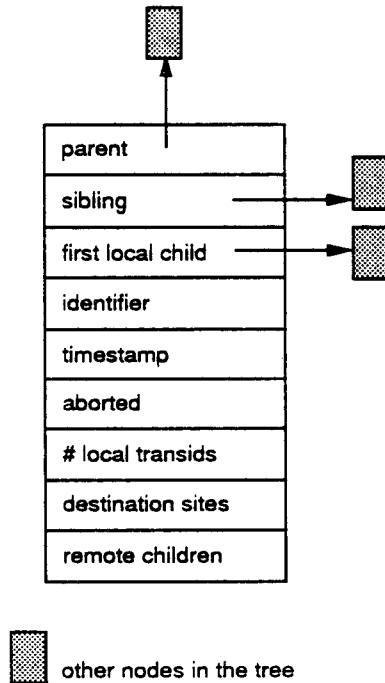 parent
sibling
first local child
identifier
timestamp
aborted
# local transids
destination sites
remote children
other nodes in the tree